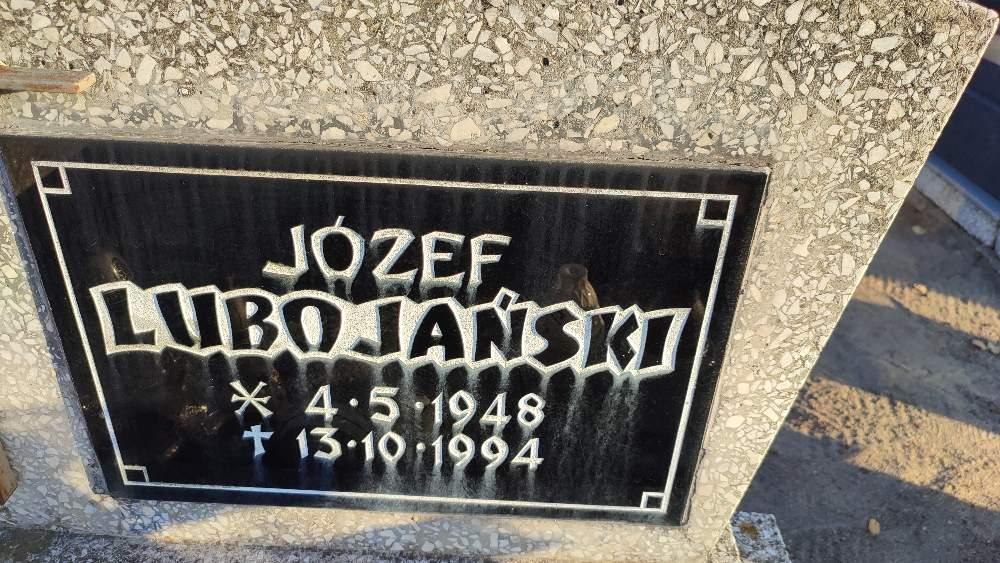 JÓZEF
LUBOJAŃSKI
* 4·5·1948
† 13·10·1994